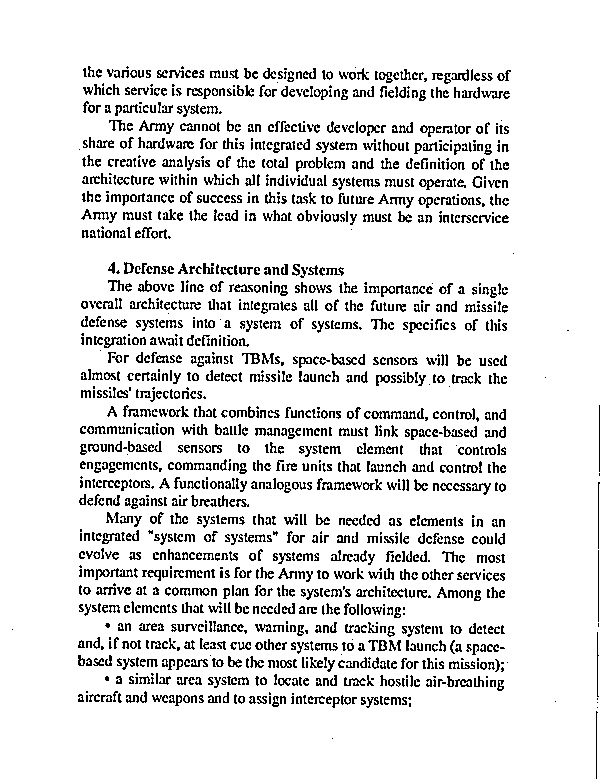 the various services must be designed to work together, regardless of
which service is responsible for developing and fielding the hardware
for a particular system.
The Army cannot be an effective developer and operator of its
share of hardware for this integrated system without participating in
the creative analysis of the total problem and the definition of the
architecture within which all individual systems must operate. Given
the importance of success in this task to future Army operations, the
Army must take the lead in what obviously must be an interservice
national effort.
4. Defense Architecture and Systems
The above line of reasoning shows the importance of a single
overall architecture that integrates all of the future air and missile
defense systems into a system of systems. The specifics of this
integration await definition.
For defense against TBMs, space-based sensors will be used
almost certainly to detect missile launch and possibly to track the
missiles' trajectories.
A framework that combines functions of command, control, and
communication with battle management must link space-based and
ground-based sensors to the system element that controls
engagements, commanding the fire units that launch and control the
interceptors. A functionally analogous framework will be necessary to
defend against air breathers.
Many of the systems that will be needed as elements in an
integrated "system of systems" for air and missile defense could
evolve as enhancements of systems already fielded. The most
important requirement is for the Army to work with the other services
to arrive at a common plan for the system's architecture. Among the
system elements that will be needed are the following:
• an area surveillance, warning, and tracking system to detect
and, if not track, at least cue other systems to a TBM launch (a space-
based system appears to be the most likely candidate for this mission);
• a similar area system to locate and track hostile air-breathing
aircraft and weapons and to assign interceptor systems;